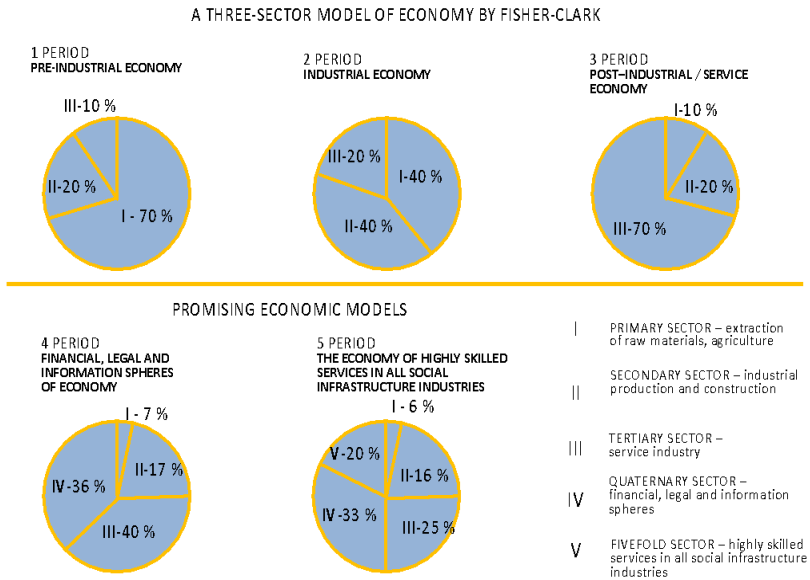 A THREE-SECTOR MODEL OF ECONOMY BY FISHER-CLARK
1 PERIOD
PRE-INDUSTRIAL ECONOMY
III-10 %
II-20 %
I - 70 %
2 PERIOD
INDUSTRIAL ECONOMY
III-20 %
I-40 %
II-40 %
3 PERIOD
POST–INDUSTRIAL / SERVICE
ECONOMY
I-10 %
II-20 %
III-70 %
PROMISING ECONOMIC MODELS
4 PERIOD
FINANCIAL, LEGAL AND
INFORMATION SPHERES
OF ECONOMY
I - 7 %
II-17 %
IV -36 %
III-40 %
5 PERIOD
THE ECONOMY OF HIGHLY SKILLED
SERVICES IN ALL SOCIAL
INFRASTRUCTURE INDUSTRIES
I - 6 %
V -20 %
II-16 %
IV -33 %
III-25 %
I PRIMARY SECTOR – extraction
of raw materials, agriculture
II SECONDARY SECTOR – industrial
production and construction
III TERTIARY SECTOR –
service industry
IV QUATERNARY SECTOR –
financial, legal and information
spheres
V FIVEFOLD SECTOR – highly skilled
services in all social infrastructure
industries